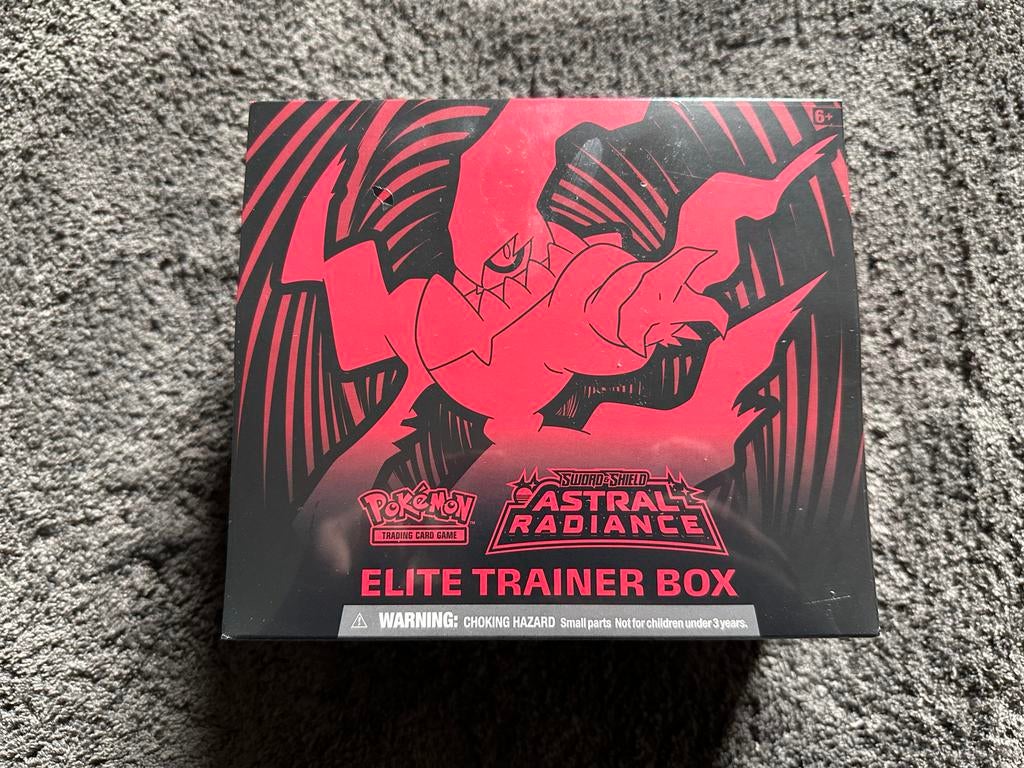 6+
Pokémon
TRADING CARD GAME
SWORD & SHIELD
ASTRAL
RADIANCE
ELITE TRAINER BOX
⚠ WARNING: CHOKING HAZARD Small parts Not for children under 3 years.